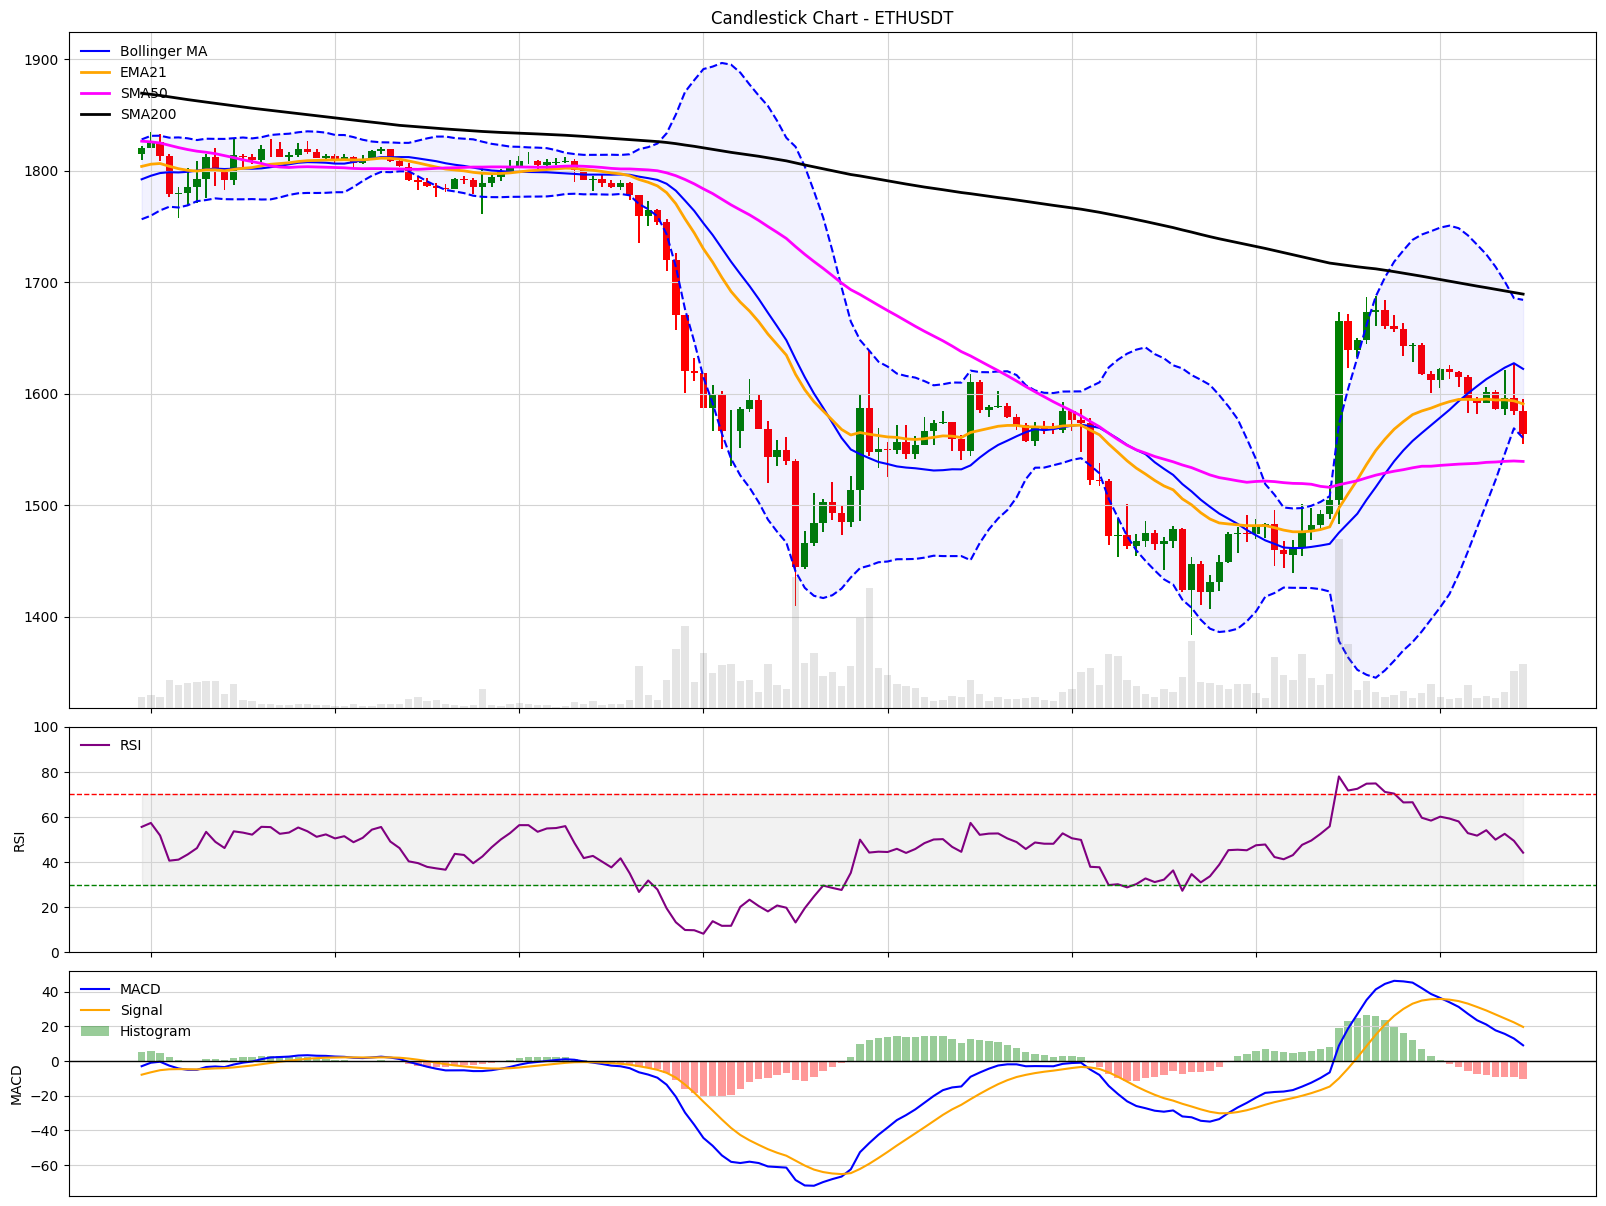 Candlestick Chart - ETHUSDT
Bollinger MA
EMA21
SMA50
SMA200
1900
1800
1700
1600
1500
1400
RSI
100
80
60
40
20
0
RSI
MACD
Signal
Histogram
40
20
0
−20
−40
−60
MACD